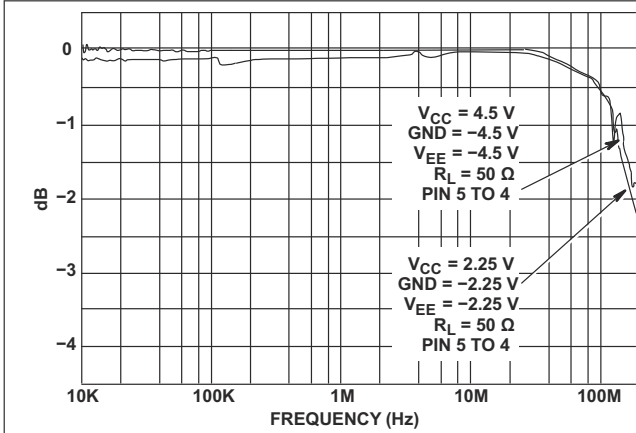 0
−1
−2
−3
−4
dB
V_CC = 4.5 V
GND = −4.5 V
V_EE = −4.5 V
R_L = 50 Ω
PIN 5 TO 4
V_CC = 2.25 V
GND = −2.25 V
V_EE = −2.25 V
R_L = 50 Ω
PIN 5 TO 4
10K 100K 1M 10M 100M
FREQUENCY (Hz)